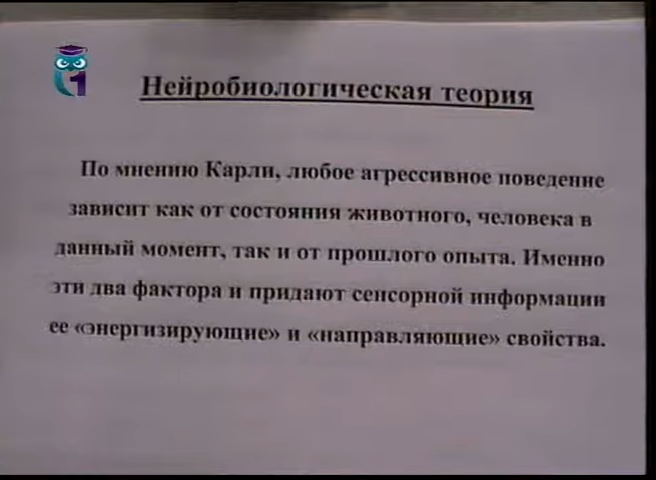 1
Нейробиологическая теория
По мнению Карли, любое агрессивное поведение
зависит как от состояния животного, человека в
данный момент, так и от прошлого опыта. Именно
эти два фактора и придают сенсорной информации
ее «энергизирующие» и «направляющие» свойства.